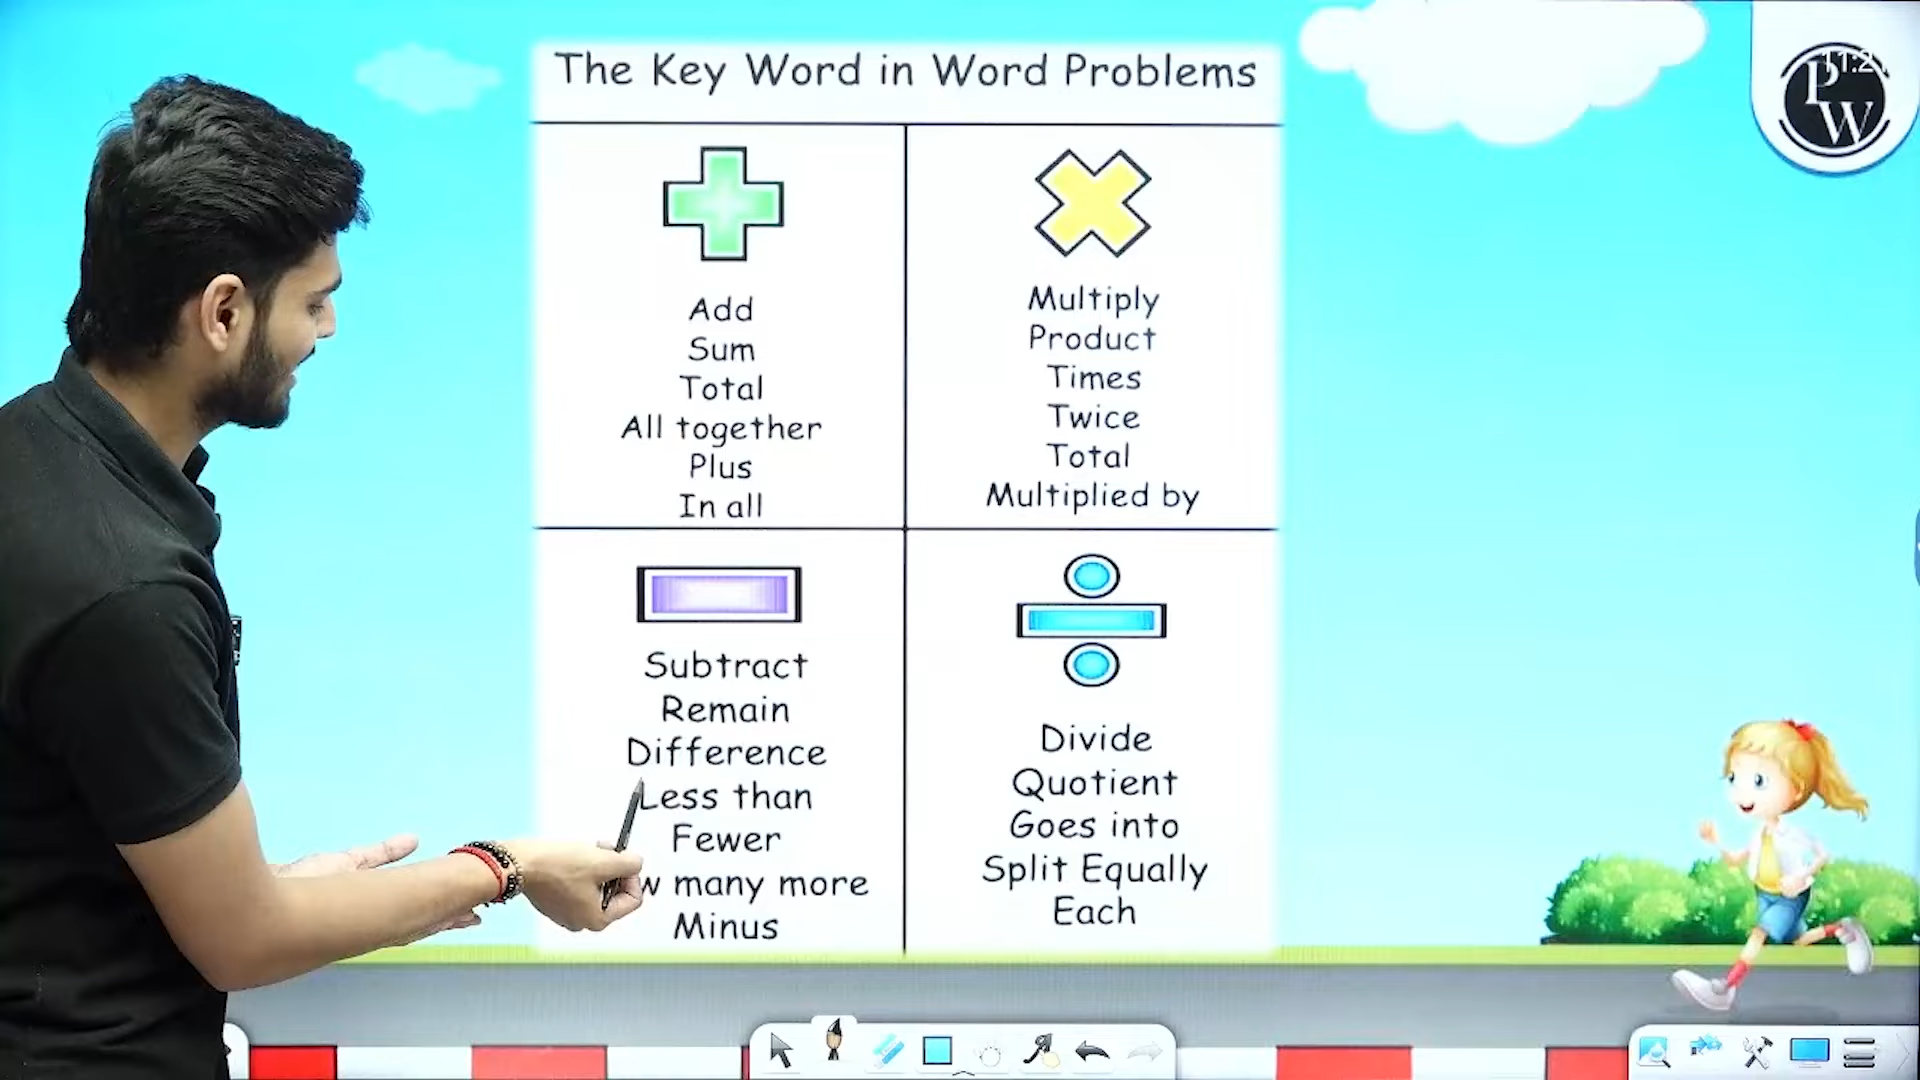 The Key Word in Word Problems
Add
Sum
Total
All together
Plus
In all
Multiply
Product
Times
Twice
Total
Multiplied by
Subtract
Remain
Difference
Less than
Fewer
many more
Minus
Divide
Quotient
Goes into
Split Equally
Each
PW